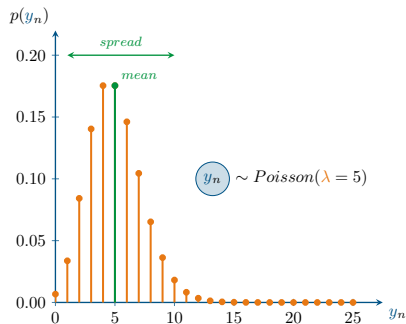 p(yₙ)
spread
0.20
mean
0.15
yₙ ∼ Poisson(λ = 5)
0.10
0.05
0.00
0 5 10 15 20 25 yₙ